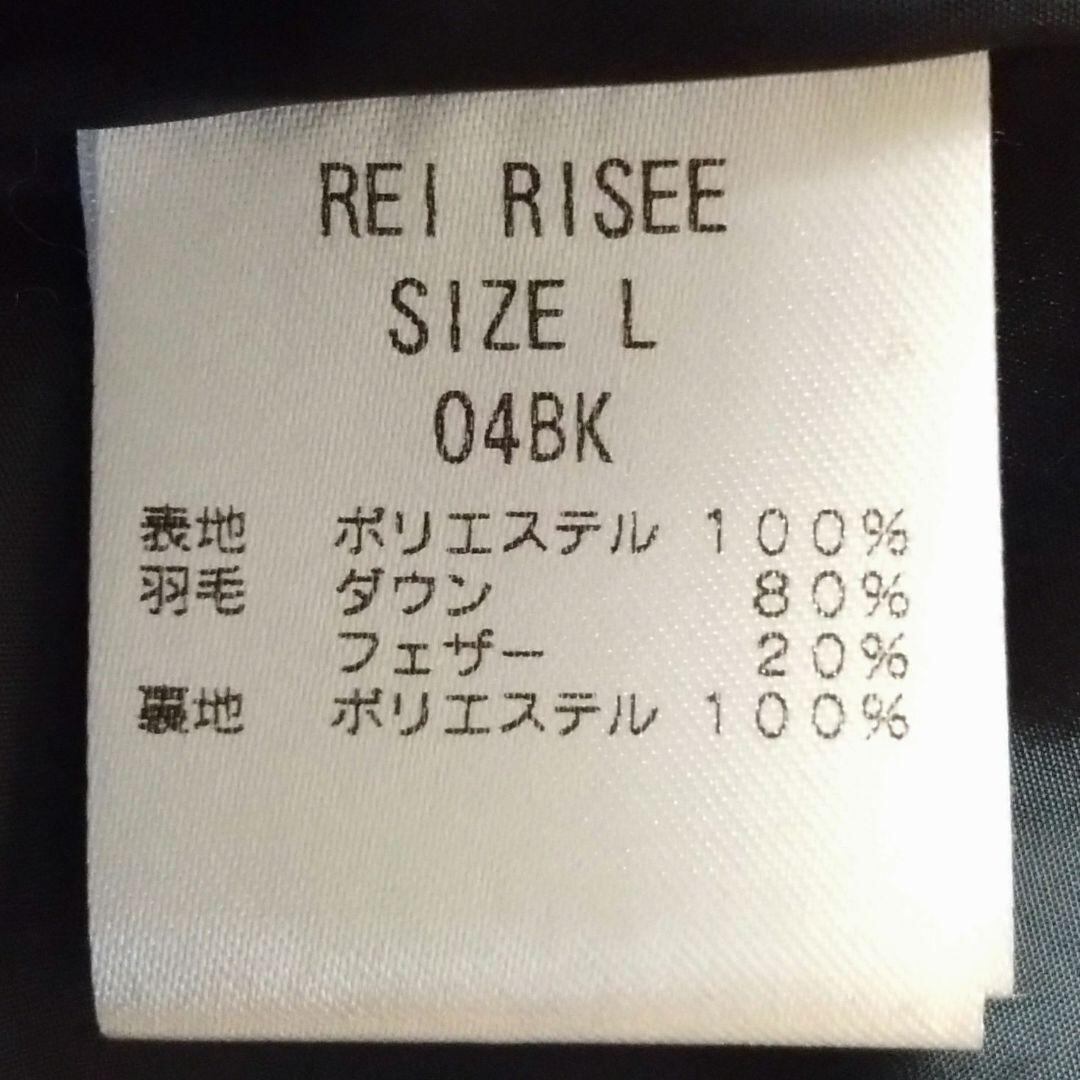 REI RISEE
SIZE L
04BK
表地 ポリエステル 100%
羽毛 ダウン 80%
フェザー 20%
裏地 ポリエステル 100%